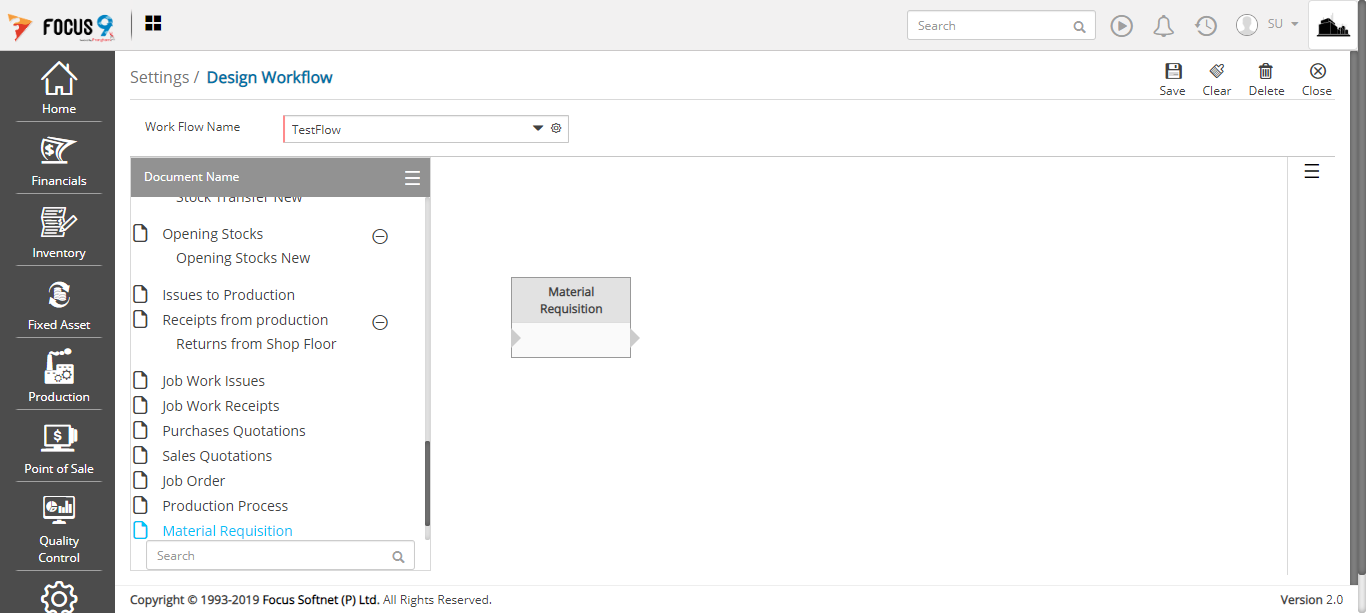 FOCUS 9
Search
SU
Home
Financials
Inventory
Fixed Asset
Production
Point of Sale
Quality
Control
Settings / Design Workflow
Save
Clear
Delete
Close
Work Flow Name
TestFlow
Document Name
Stock Transfer New
Opening Stocks
Opening Stocks New
Issues to Production
Receipts from production
Returns from Shop Floor
Job Work Issues
Job Work Receipts
Purchases Quotations
Sales Quotations
Job Order
Production Process
Material Requisition
Search
Material
Requisition
Copyright © 1993-2019 Focus Softnet (P) Ltd. All Rights Reserved.
Version 2.0